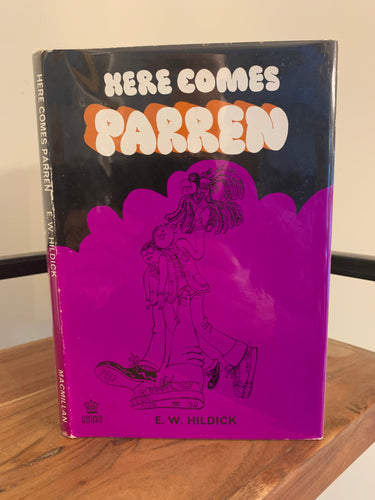 HERE COMES
PARREN
E. W. HILDICK
HERE COMES PARREN E. W. HILDICK MACMILLAN